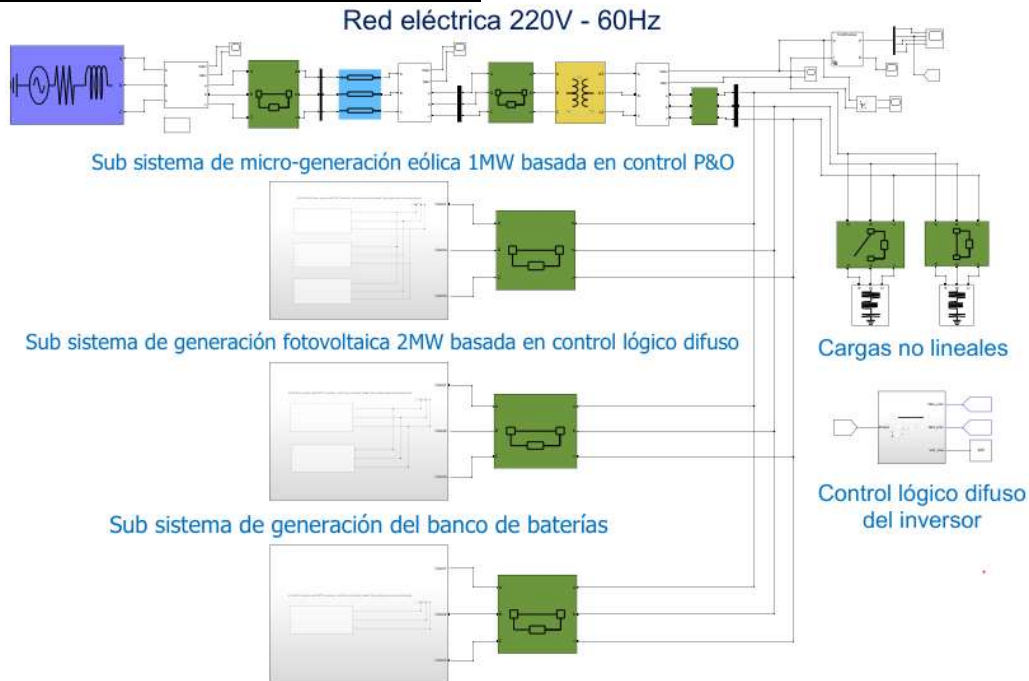 Red eléctrica 220V - 60Hz
Sub sistema de micro-generación eólica 1MW basada en control P&O
Sub sistema de generación fotovoltaica 2MW basada en control lógico difuso
Cargas no lineales
Control lógico difuso
del inversor
Sub sistema de generación del banco de baterías